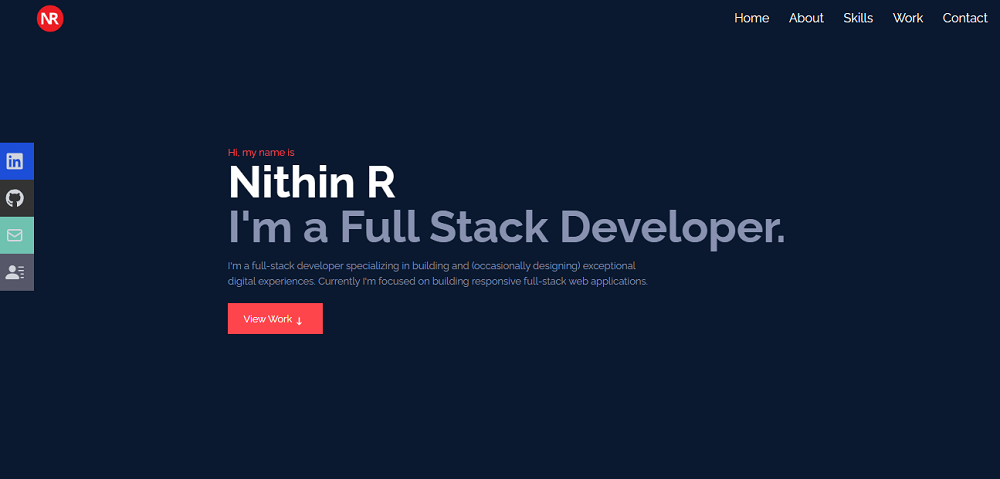 NR
Home About Skills Work Contact
Hi, my name is
Nithin R
I'm a Full Stack Developer.
I'm a full-stack developer specializing in building and (occasionally designing) exceptional
digital experiences. Currently I'm focused on building responsive full-stack web applications.
View Work ↓
in